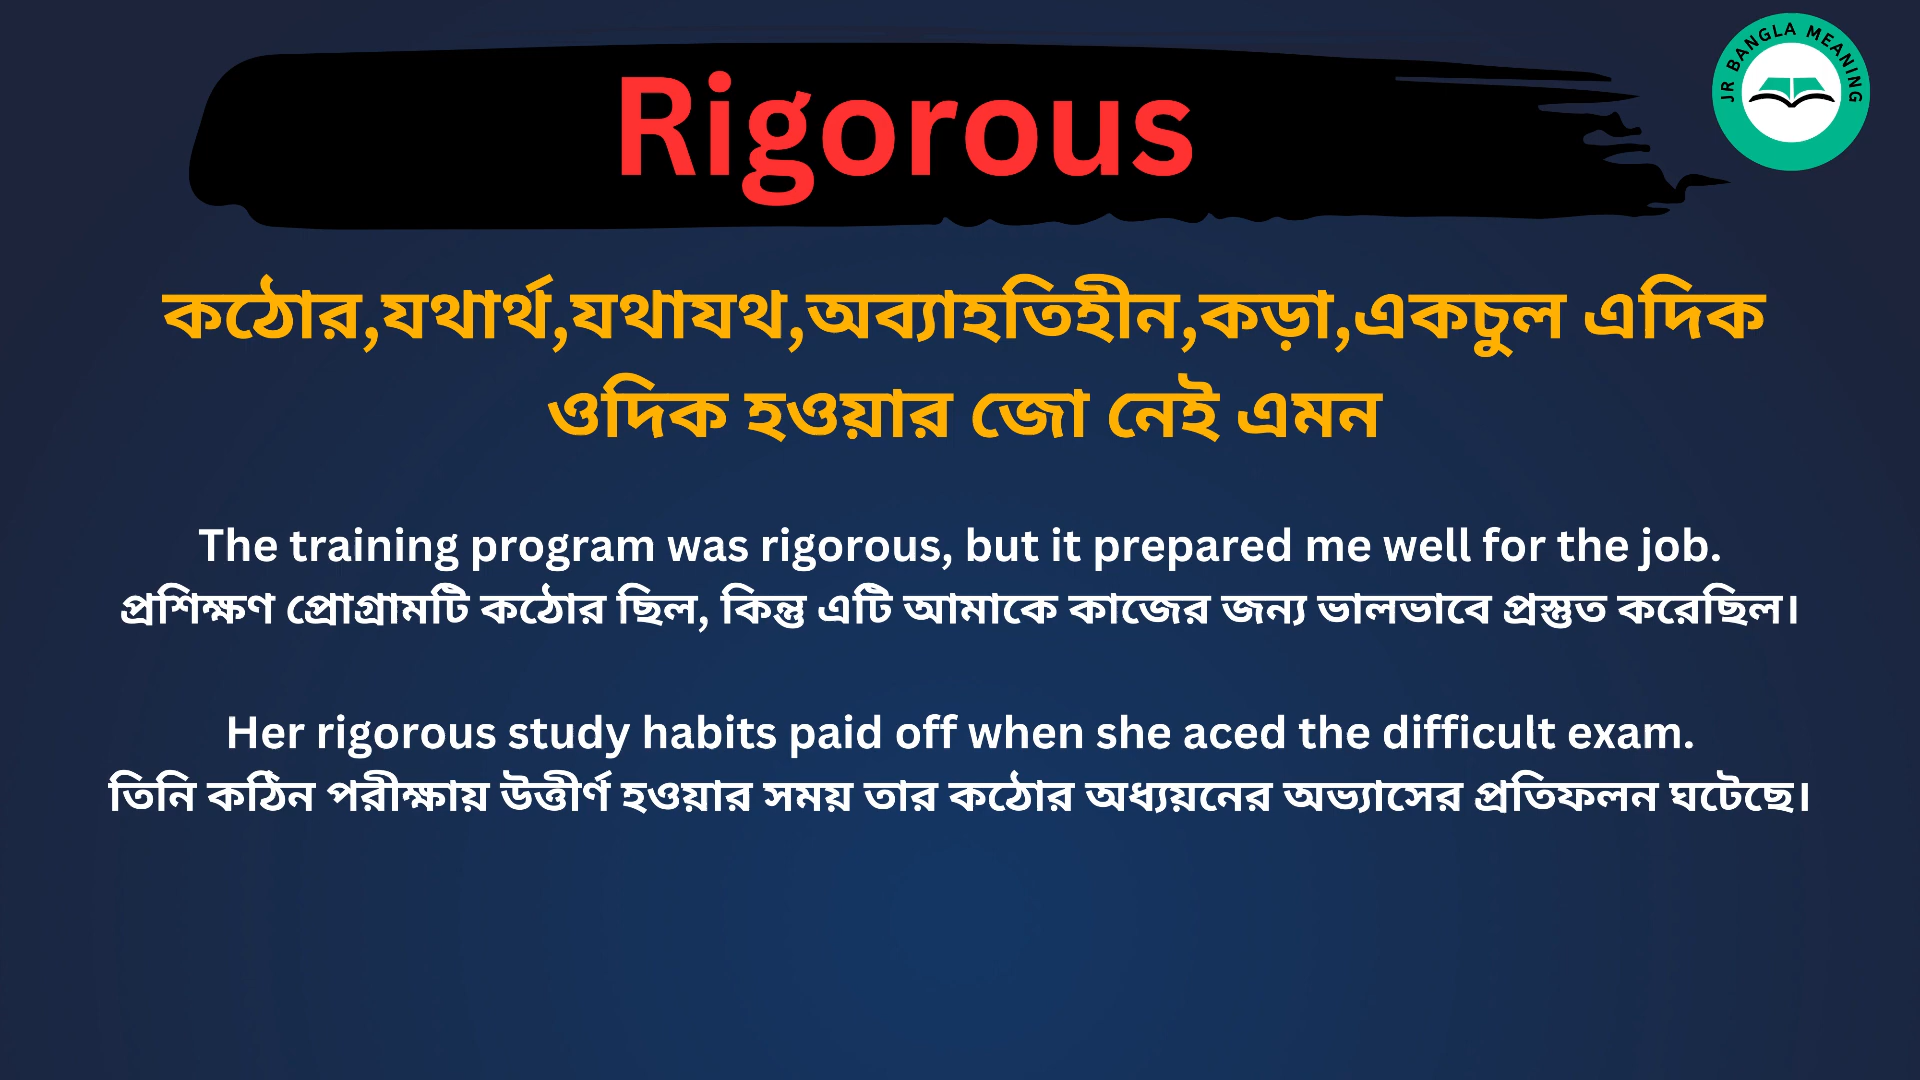 JR BANGLA MEANING
Rigorous
কঠোর,যথার্থ,যথাযথ,অব্যাহতিহীন,কড়া,একচুল এদিক
ওদিক হওয়ার জো নেই এমন
The training program was rigorous, but it prepared me well for the job.
প্রশিক্ষণ প্রোগ্রামটি কঠোর ছিল, কিন্তু এটি আমাকে কাজের জন্য ভালভাবে প্রস্তুত করেছিল।
Her rigorous study habits paid off when she aced the difficult exam.
তিনি কঠিন পরীক্ষায় উত্তীর্ণ হওয়ার সময় তার কঠোর অধ্যয়নের অভ্যাসের প্রতিফলন ঘটেছে।